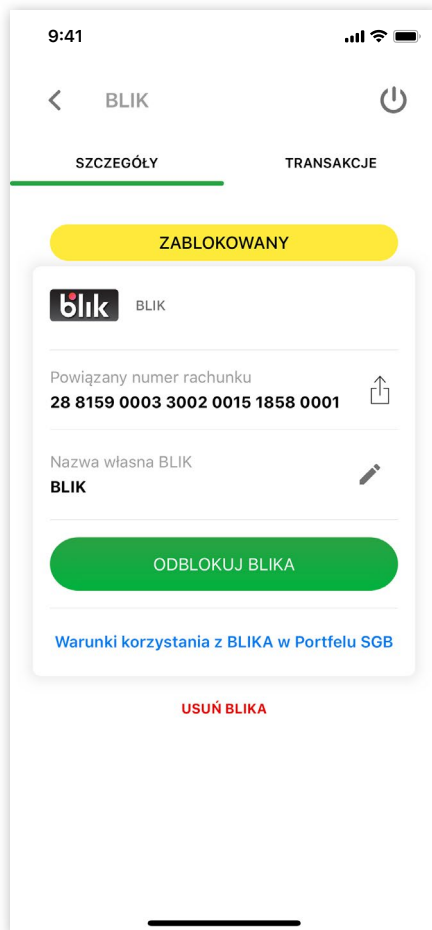 9:41
BLIK
SZCZEGÓŁY TRANSAKCJE
ZABLOKOWANY
blik BLIK
Powiązany numer rachunku
28 8159 0003 3002 0015 1858 0001
Nazwa własna BLIK
BLIK
ODBLOKUJ BLIKA
Warunki korzystania z BLIKA w Portfelu SGB
USUŃ BLIKA